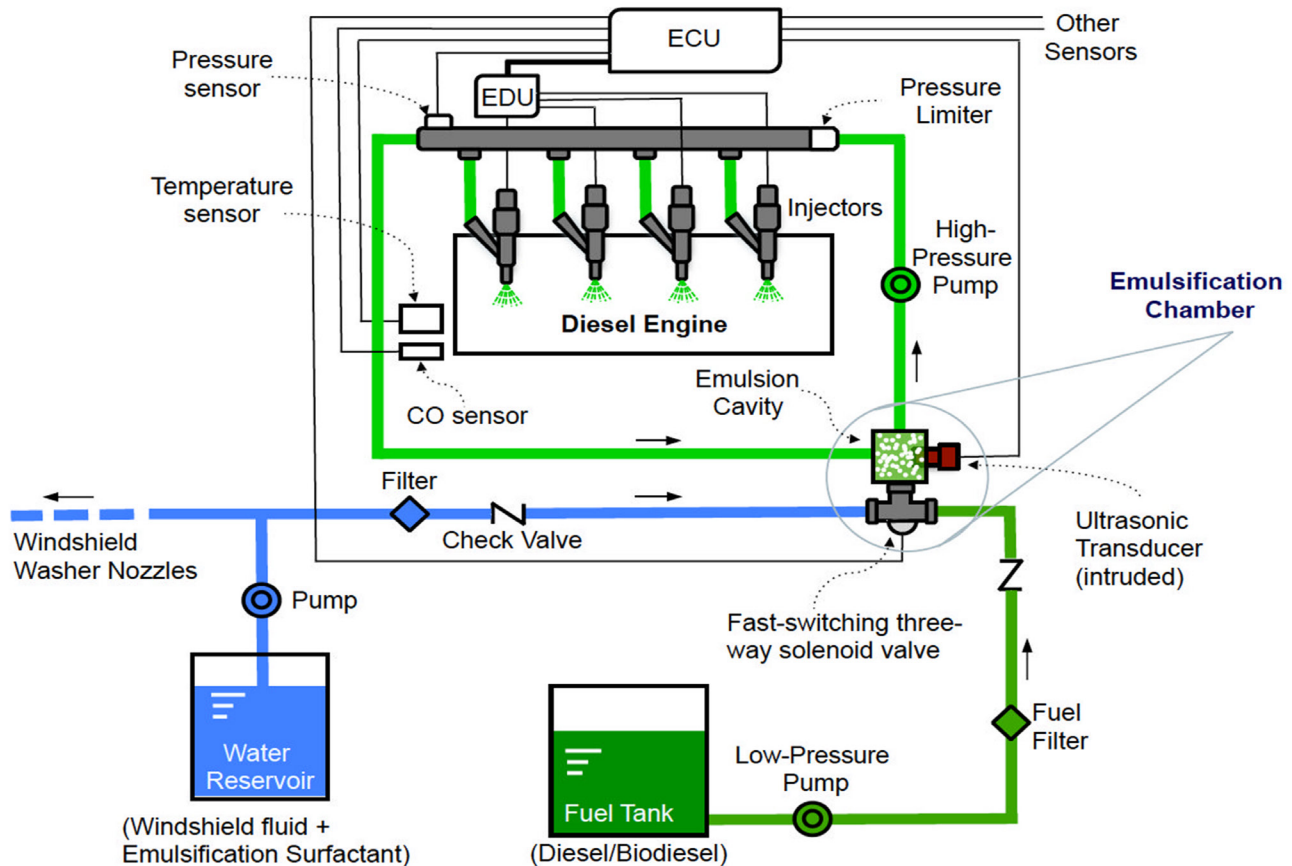 ECU
Other
Sensors
Pressure
sensor
EDU
Pressure
Limiter
Temperature
sensor
Injectors
High-
Pressure
Pump
Emulsification
Chamber
Diesel Engine
Emulsion
Cavity
CO sensor
Filter
Check Valve
Windshield
Washer Nozzles
Ultrasonic
Transducer
(intruded)
Pump
Fast-switching three-
way solenoid valve
Water
Reservoir
Fuel
Filter
Low-Pressure
Pump
Fuel Tank
(Windshield fluid +
Emulsification Surfactant)
(Diesel/Biodiesel)